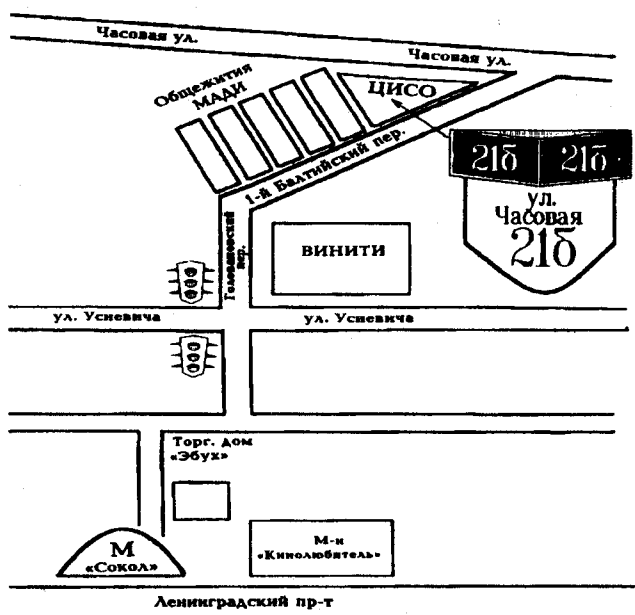 Часовая ул.
Часовая ул.
Общежития
МАДИ
ЦИСО
1-й Балтийский пер.
21б 21б
ул.
Часовая
21б
Головановский
пер.
ВИНИТИ
ул. Усиевича
ул. Усиевича
Торг. дом
«Эбух»
М
«Сокол»
М-н
«Кинолюбитель»
Ленинградский пр-т